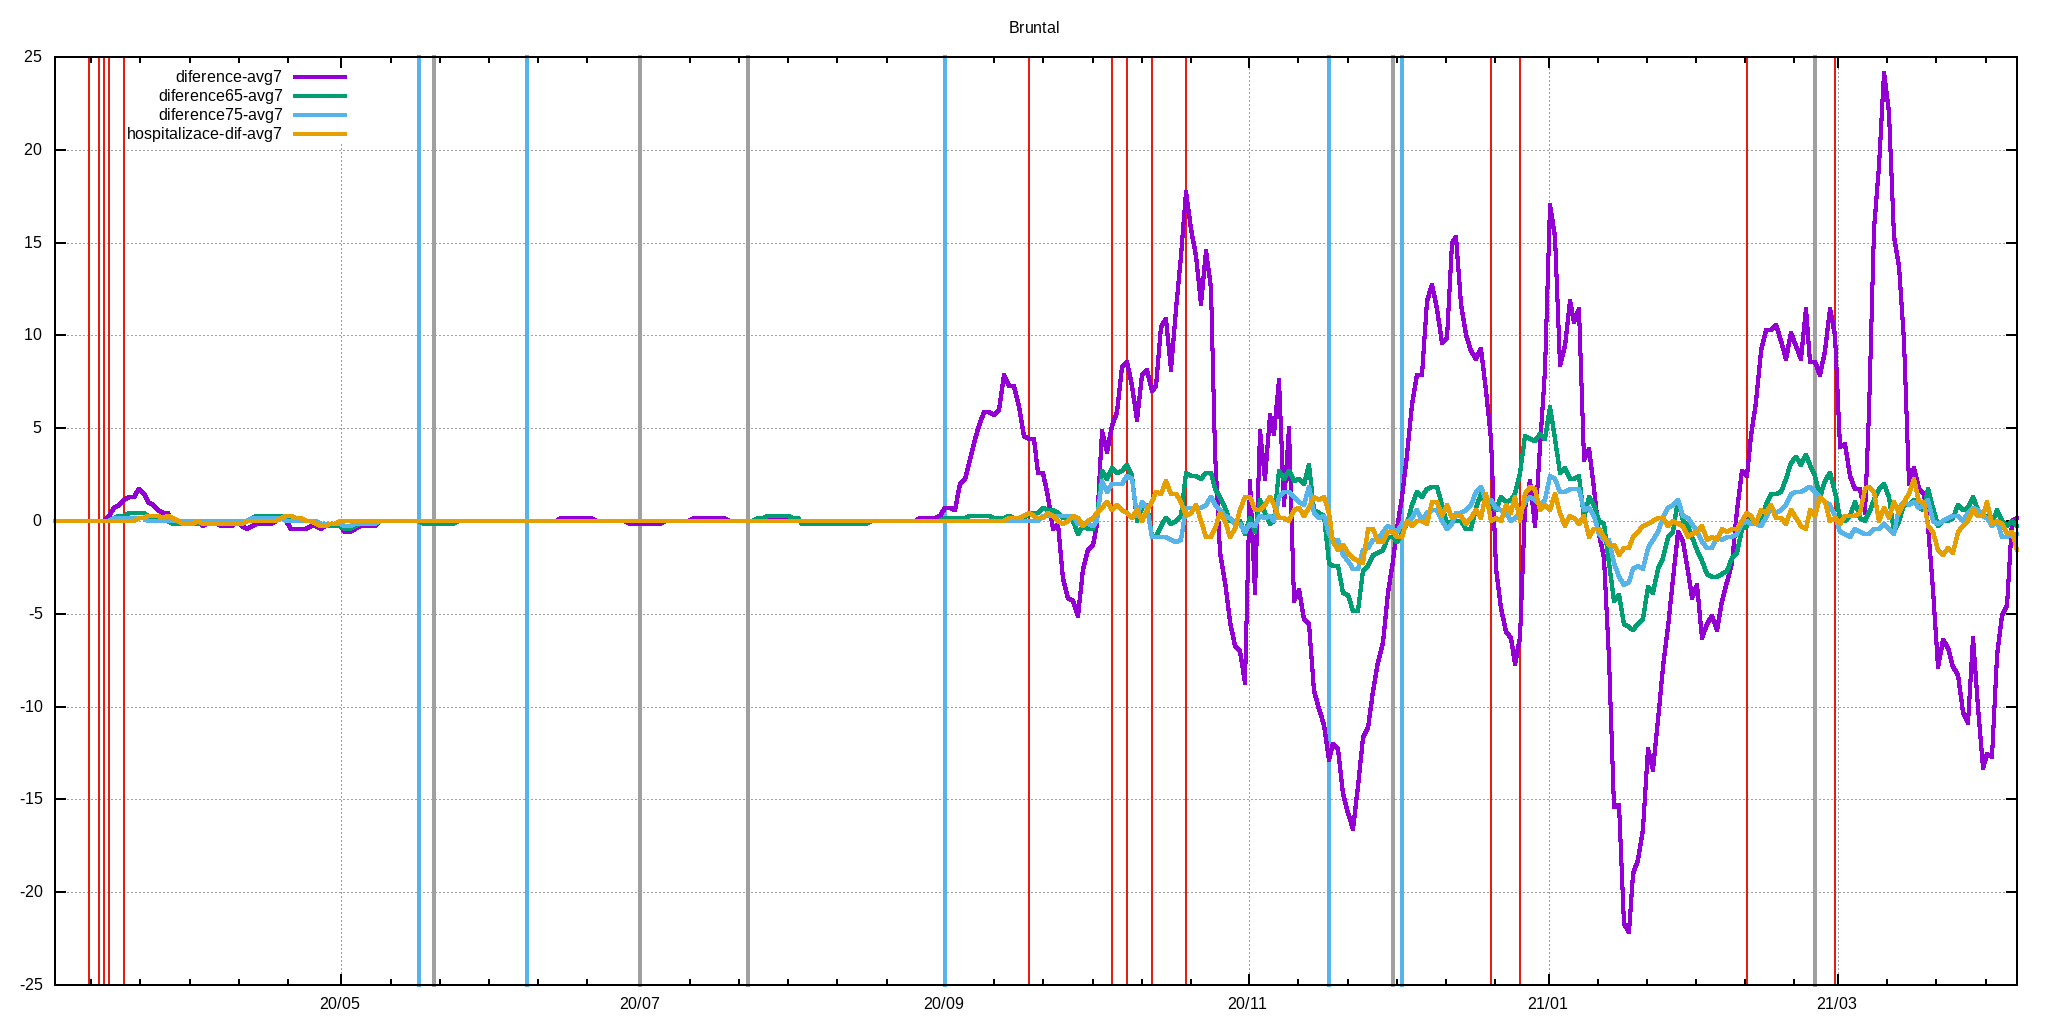 Bruntal
25
20
15
10
5
0
-5
-10
-15
-20
-25
diference-avg7
diference65-avg7
diference75-avg7
hospitalizace-dif-avg7
20/05 20/07 20/09 20/11 21/01 21/03